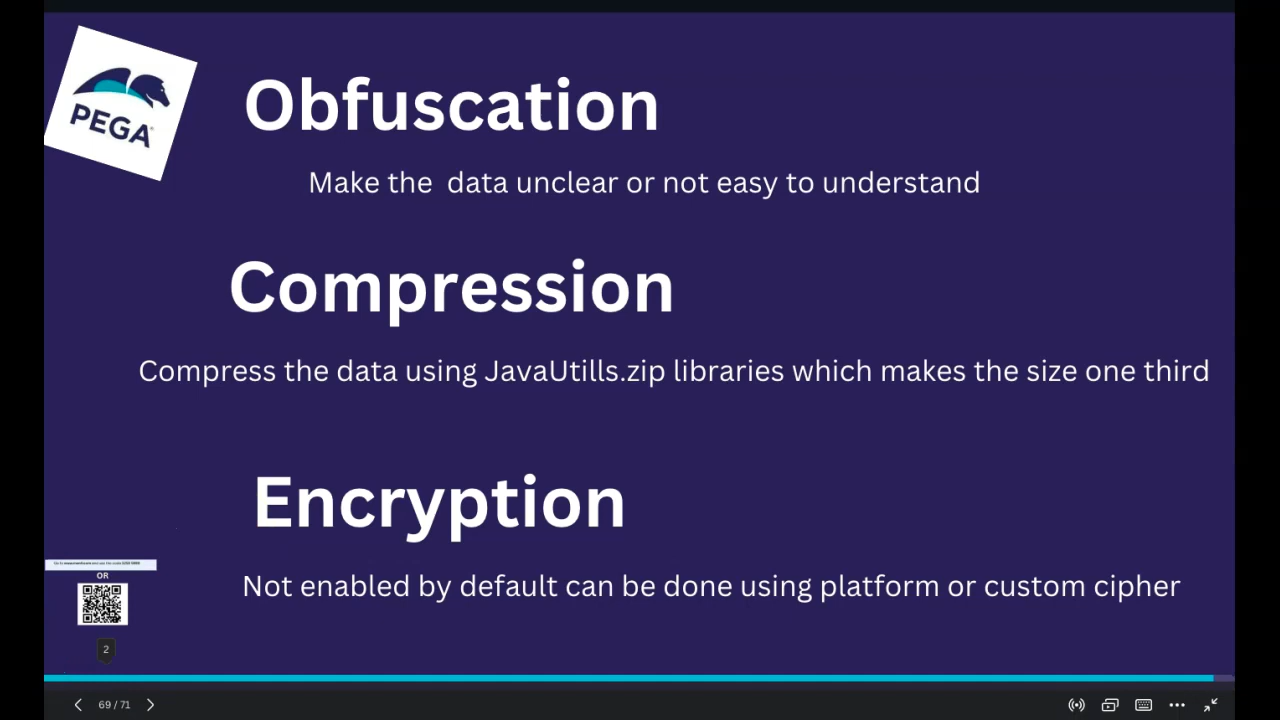 PEGA
Obfuscation
Make the data unclear or not easy to understand
Compression
Compress the data using JavaUtills.zip libraries which makes the size one third
Encryption
Not enabled by default can be done using platform or custom cipher
OR
2
69 / 71